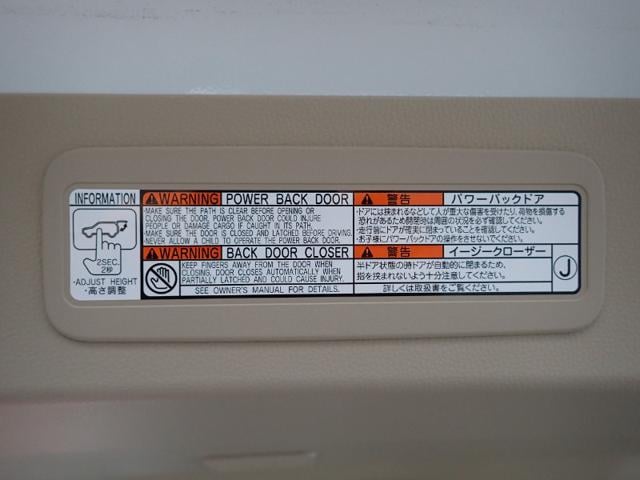 INFORMATION
2SEC.
2秒
・ADJUST HEIGHT
・高さ調整
WARNING POWER BACK DOOR
・MAKE SURE THE PATH IS CLEAR BEFORE OPENING OR
CLOSING THE DOOR. POWER BACK DOOR COULD INJURE
PEOPLE OR DAMAGE CARGO IF CAUGHT IN ITS PATH.
・MAKE SURE THE DOOR IS CLOSED AND LATCHED BEFORE DRIVING.
・NEVER ALLOW A CHILD TO OPERATE THE POWER BACK DOOR.
WARNING BACK DOOR CLOSER
KEEP FINGERS AWAY FROM THE DOOR WHEN
CLOSING. DOOR CLOSES AUTOMATICALLY WHEN
PARTIALLY LATCHED AND COULD CAUSE INJURY.
SEE OWNER'S MANUAL FOR DETAILS.
警告 パワーバックドア
・ドアには挟まれるなどして人が重大な傷害を受けたり、荷物を損傷する
恐れがあるため開閉時は周囲の状況を必ず確認してください。
・走行前にドアが確実に閉まっていることを確認してください。
・お子様にパワーバックドアの操作をさせないでください。
警告 イージークローザー
半ドア状態の時ドアが自動的に閉まるため、
指を挟まれないよう十分注意してください。
詳しくは取扱書をご覧ください。
J